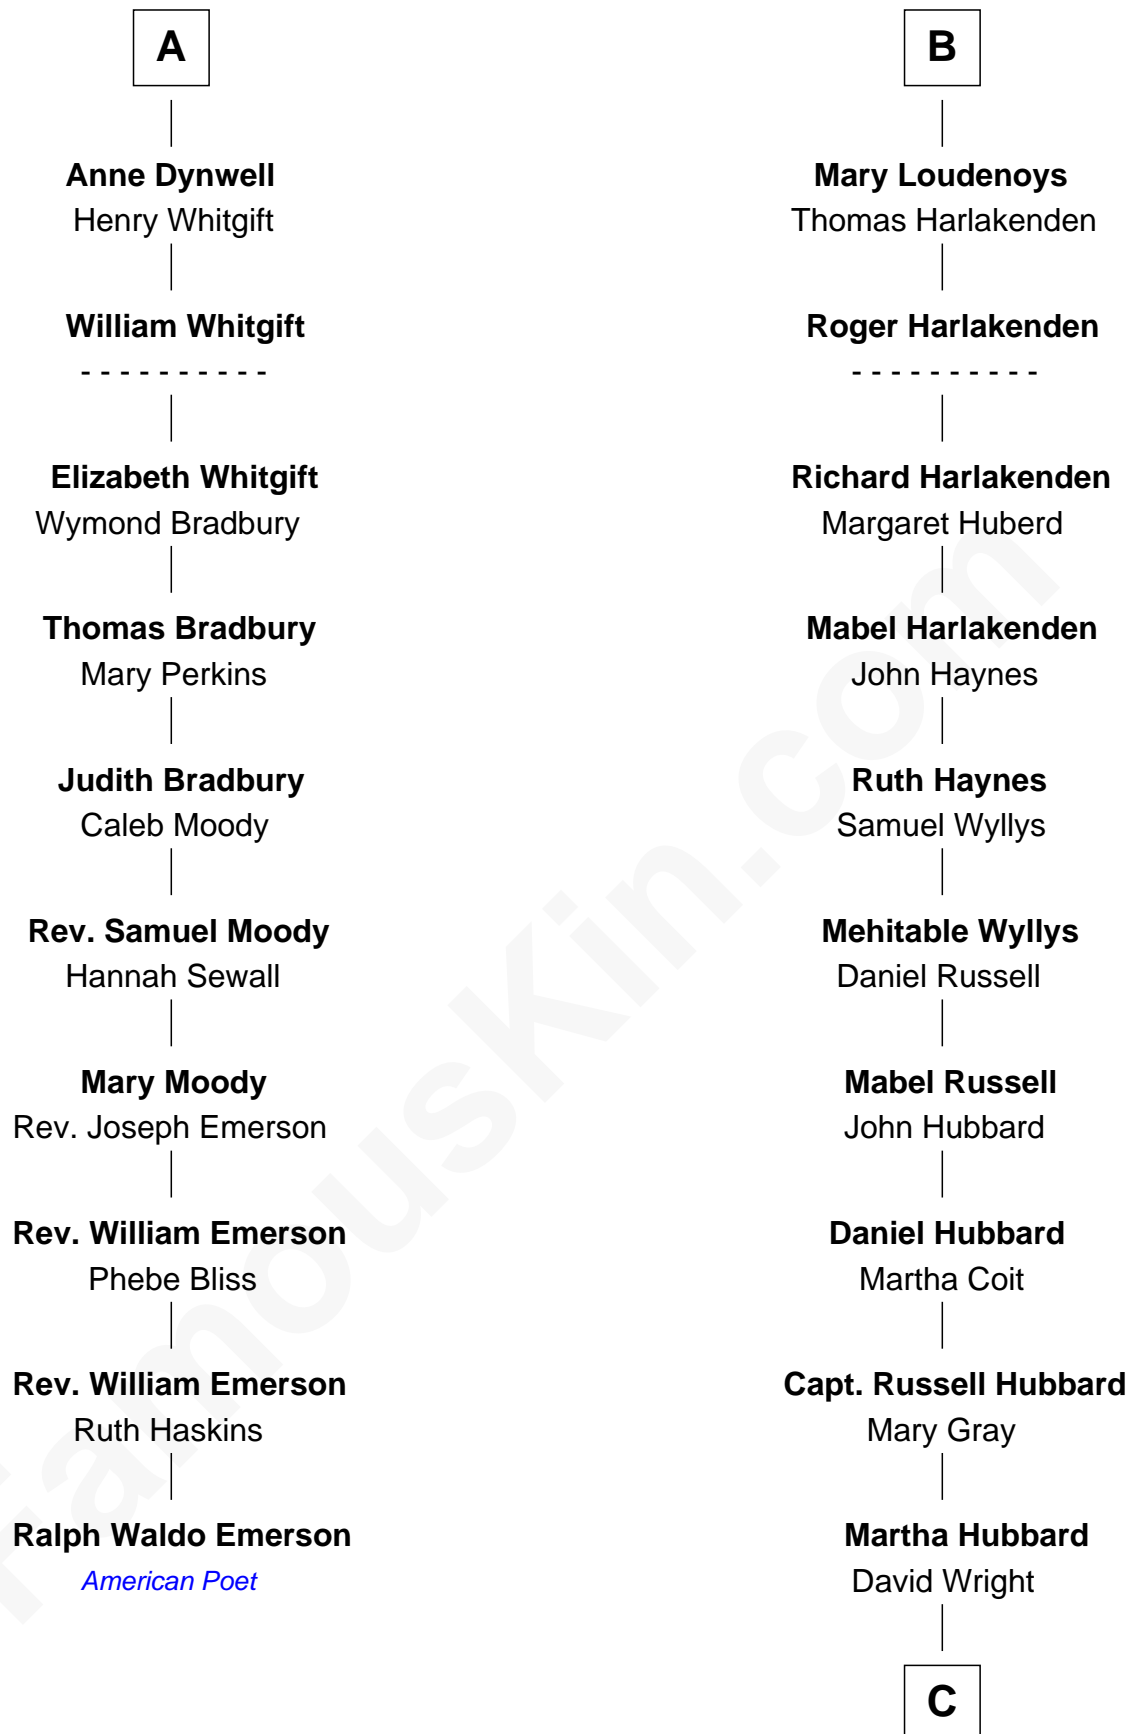 A
Anne Dynwell
Henry Whitgift
William Whitgift
- - - - - - - - - -
Elizabeth Whitgift
Wymond Bradbury
Thomas Bradbury
Mary Perkins
Judith Bradbury
Caleb Moody
Rev. Samuel Moody
Hannah Sewall
Mary Moody
Rev. Joseph Emerson
Rev. William Emerson
Phebe Bliss
Rev. William Emerson
Ruth Haskins
Ralph Waldo Emerson
American Poet
B
Mary Loudenoys
Thomas Harlakenden
Roger Harlakenden
- - - - - - - - - -
Richard Harlakenden
Margaret Huberd
Mabel Harlakenden
John Haynes
Ruth Haynes
Samuel Wyllys
Mehitable Wyllys
Daniel Russell
Mabel Russell
John Hubbard
Daniel Hubbard
Martha Coit
Capt. Russell Hubbard
Mary Gray
Martha Hubbard
David Wright
C
FamousKin.com